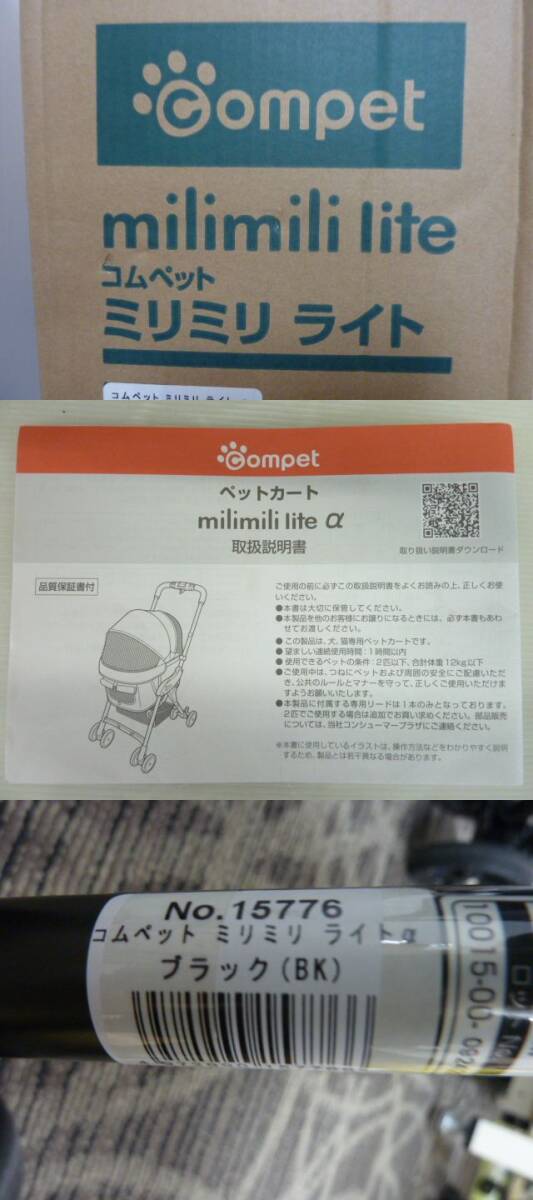 Compet
milimili lite
コムペット
ミリミリ ライト
コムペット ミリミリ ライト
Compet
ペットカート
milimili lite α
取扱説明書
取り扱い説明書ダウンロード
品質保証書付
ご使用の前に必ずこの取扱説明書をよくお読みの上、正しくお使いください。
●本書は大切に保管してください。
●本製品を他のお客様にお譲りになるときには、必ず本書もあわせてお渡しください。
● この製品は、犬、猫専用ペットカートです。
● 望ましい連続使用時間:1時間以内
● 使用できるペットの条件:2匹以下、合計体重12kg以下
●ご使用中は、つねにペットおよび周囲の安全にご配慮いただき、公共のルールとマナーを守って、正しくご使用いただけますようお願いいたします。
●本製品に付属する専用リードは1本のみとなっております。2匹でご使用する場合は追加でお買い求めください。部品販売については、当社コンシューマープラザにご連絡ください。
※本書に使用しているイラストは、操作方法などをわかりやすく説明するため、製品とは若干異なる場合があります。
No.15776
コムペット ミリミリ ライトα
ブラック(BK)
10015-00-
ロット No